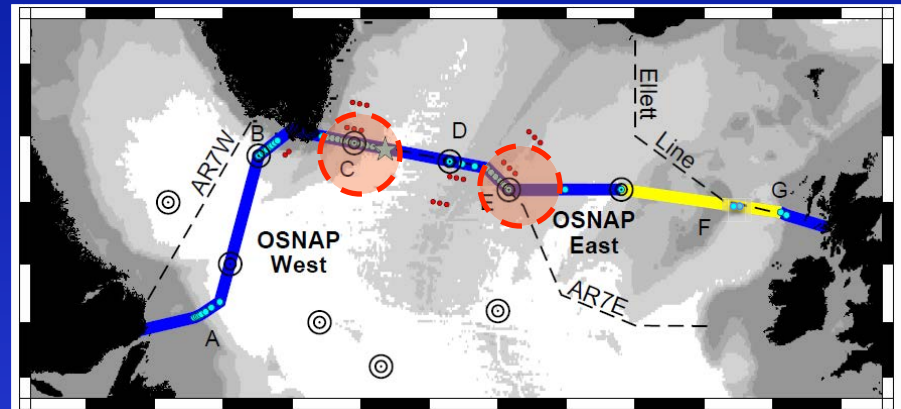 Ellett
Line
AR7W
B
C
D
E
OSNAP
West
OSNAP
East
F
G
AR7E
A